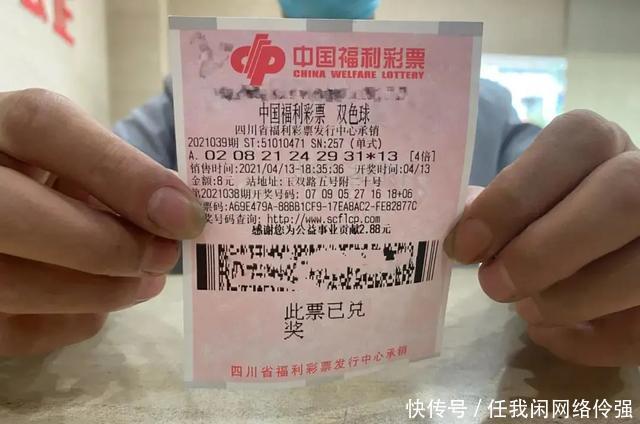 中国福利彩票
CHINA WELFARE LOTTERY
中国福利彩票 双色球
四川省福利彩票发行中心承销
2021039期 ST:51010471 SN:257 (单式)
A. 02 08 21 24 29 31*13 [4倍]
销售时间:2021/04/13-18:35:36 开奖时间:04/13
金额:8元 站地址:玉双路五号附二十号
2021038期开奖号码: 07 09 05 27 16 18+06
票码:A69E479A-888B1CF9-17EABAC2-FE82877C
奖号码查询: http://www.scflcp.com
感谢您为公益事业贡献2.88元
此票已兑
奖
四川省福利彩票发行中心承销
快传号 / 任我闲网络伶强